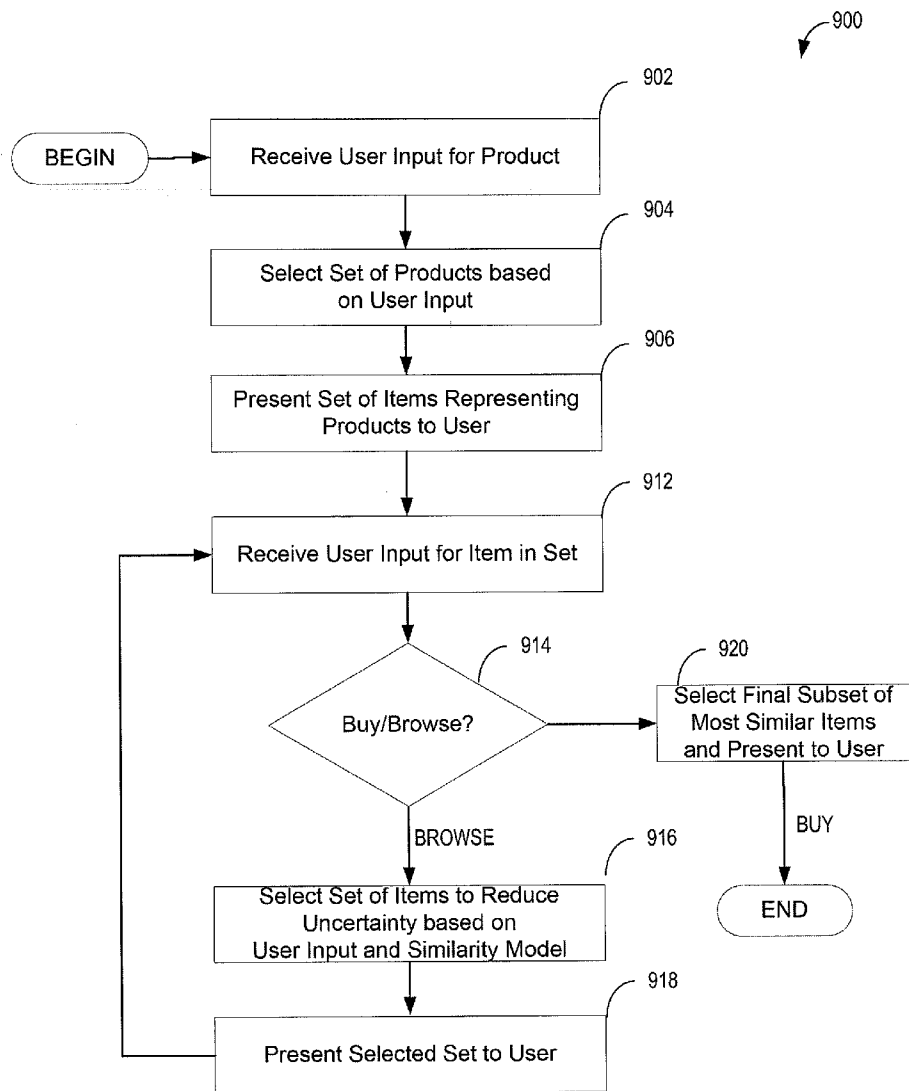 900
902
BEGIN
Receive User Input for Product
904
Select Set of Products based
on User Input
906
Present Set of Items Representing
Products to User
912
Receive User Input for Item in Set
914
Buy/Browse?
920
Select Final Subset of
Most Similar Items
and Present to User
BROWSE
BUY
916
Select Set of Items to Reduce
Uncertainty based on
User Input and Similarity Model
END
918
Present Selected Set to User